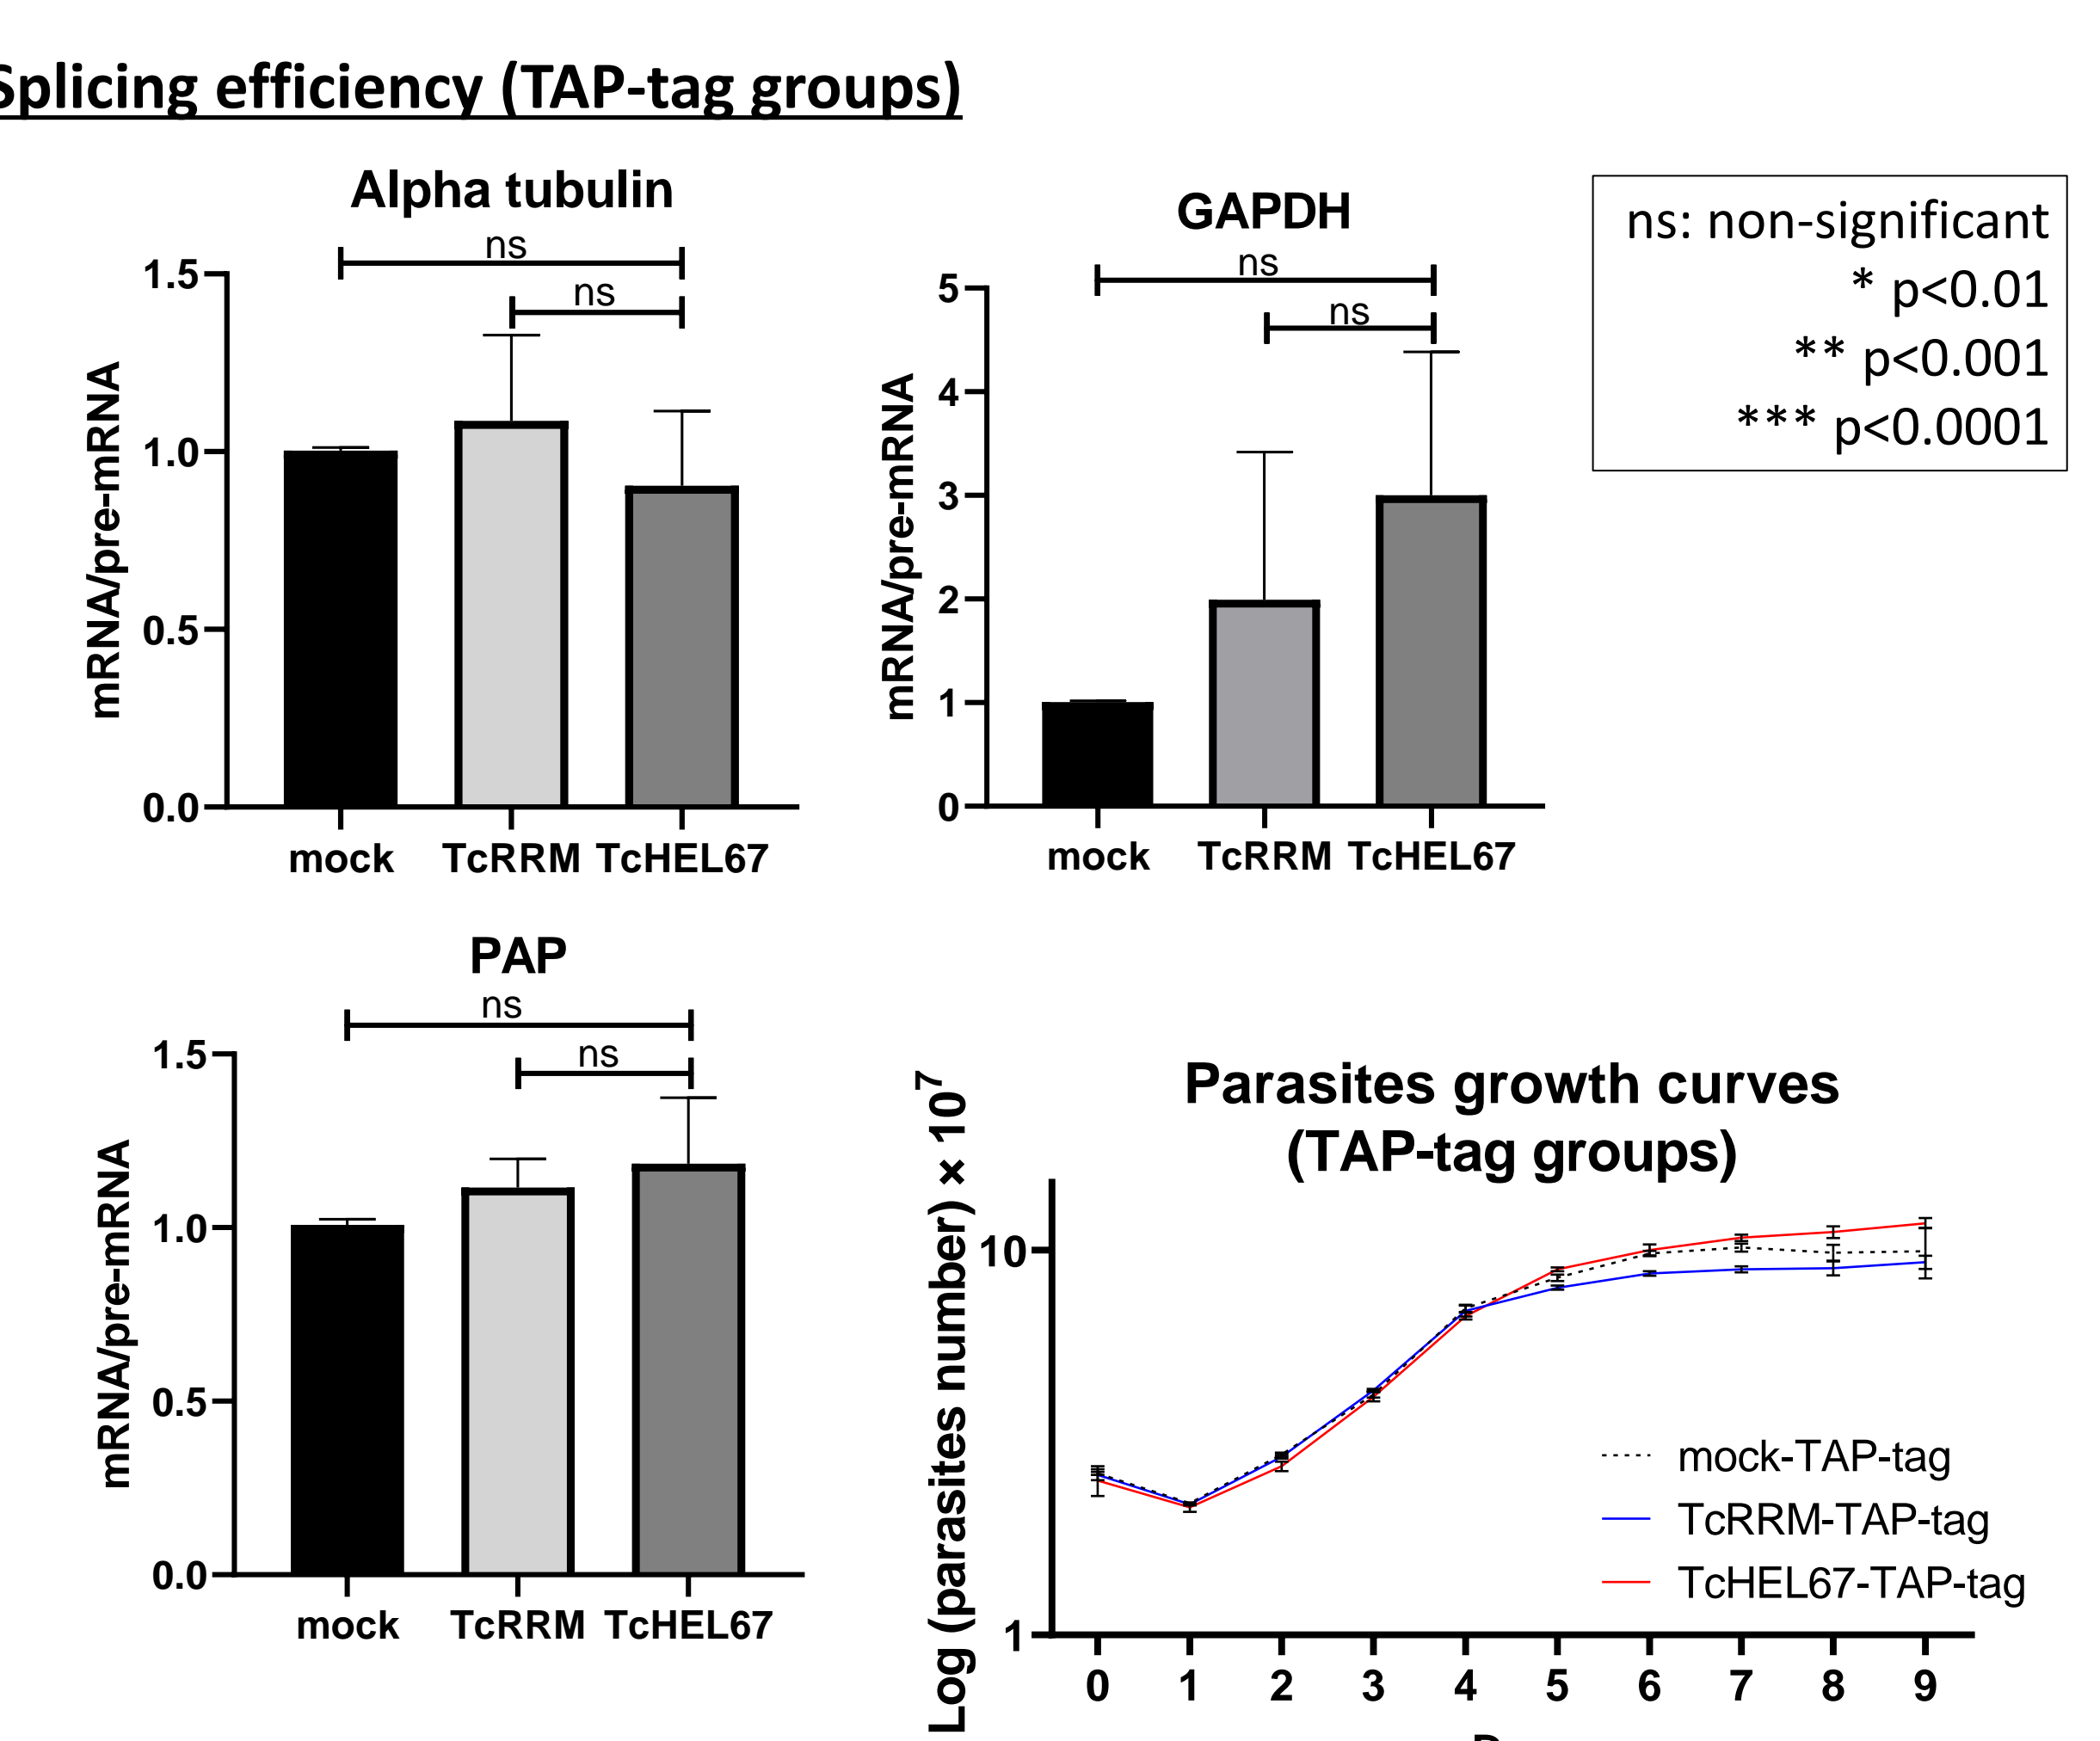 Splicing efficiency (TAP-tag groups)
Alpha tubulin
ns
ns
1.5
1.0
0.5
0.0
mRNA/pre-mRNA
mock TcRRM TcHEL67
GAPDH
ns
ns
5
4
3
2
1
0
mRNA/pre-mRNA
mock TcRRM TcHEL67
ns: non-significant
* p<0.01
** p<0.001
*** p<0.0001
PAP
ns
ns
1.5
1.0
0.5
0.0
mRNA/pre-mRNA
mock TcRRM TcHEL67
Parasites growth curves
(TAP-tag groups)
Log (parasites number) × 10⁷
10
1
mock-TAP-tag
TcRRM-TAP-tag
TcHEL67-TAP-tag
0 1 2 3 4 5 6 7 8 9